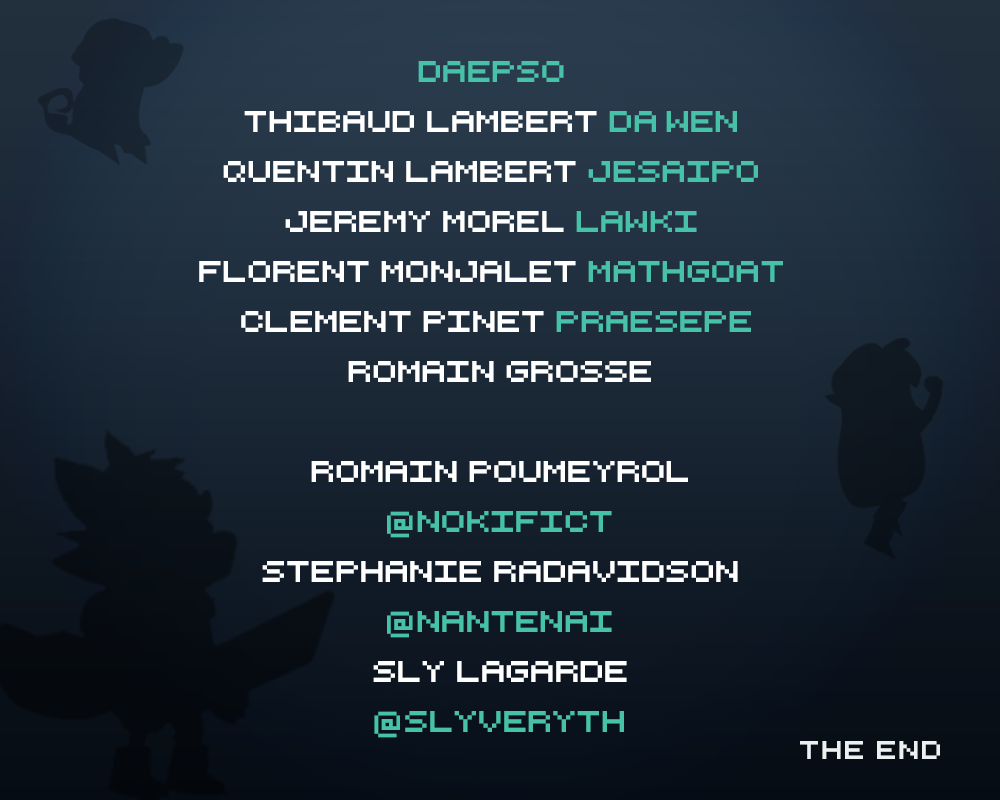 DAEPSO
THIBAUD LAMBERT DA WEN
QUENTIN LAMBERT JESAIPO
JEREMY MOREL LAWKI
FLORENT MONJALET MATHGOAT
CLEMENT PINET PRAESEPE
ROMAIN GROSSE
ROMAIN POUMEYROL
@NOKIFICT
STEPHANIE RADAVIDSON
@NANTENAI
SLY LAGARDE
@SLYVERYTH
THE END